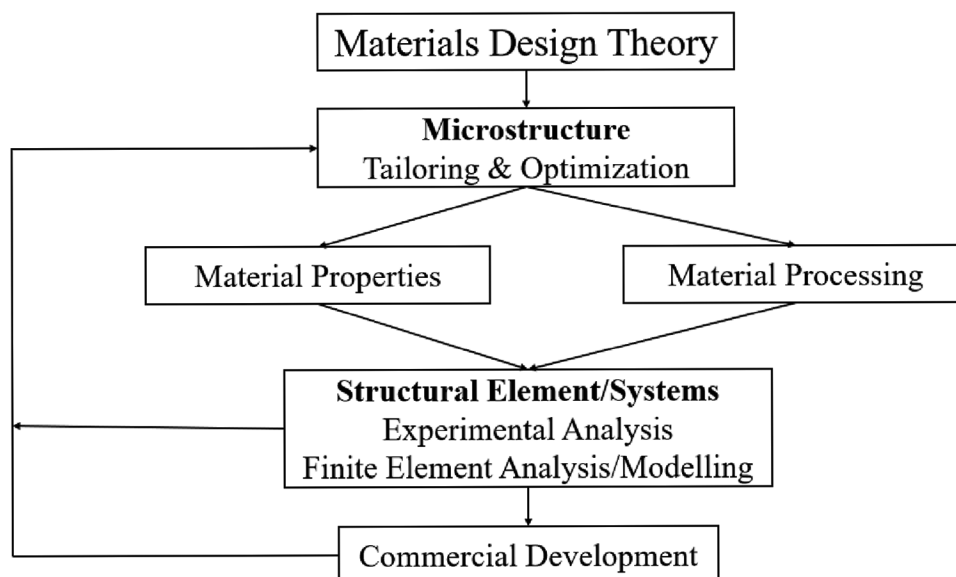 Materials Design Theory
Microstructure
Tailoring & Optimization
Material Properties
Material Processing
Structural Element/Systems
Experimental Analysis
Finite Element Analysis/Modelling
Commercial Development